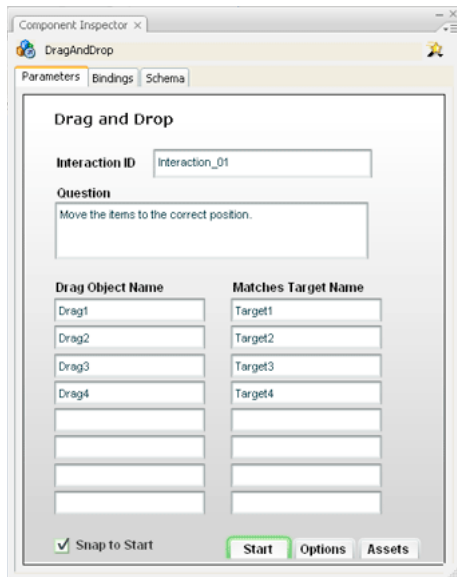 Component Inspector ×
DragAndDrop
Parameters Bindings Schema
Drag and Drop
Interaction ID Interaction_01
Question
Move the items to the correct position.
Drag Object Name Matches Target Name
Drag1 Target1
Drag2 Target2
Drag3 Target3
Drag4 Target4
Snap to Start Start Options Assets